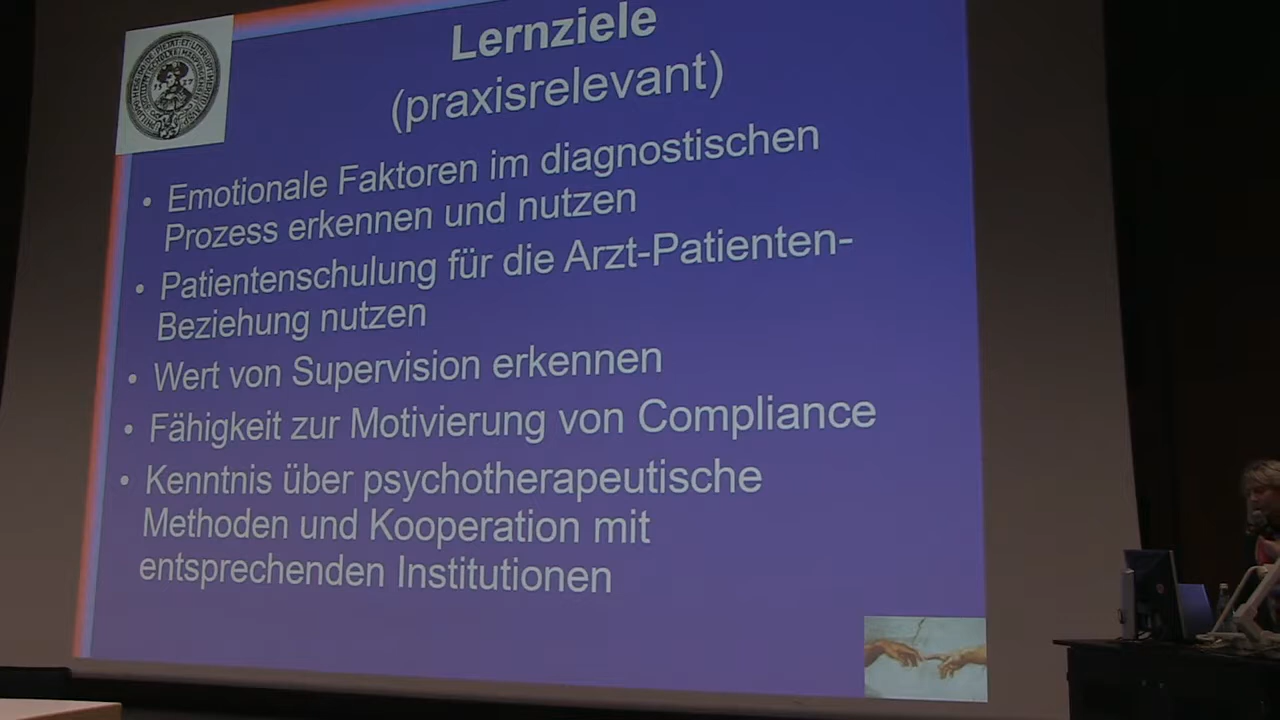 Lernziele
(praxisrelevant)
• Emotionale Faktoren im diagnostischen
Prozess erkennen und nutzen
• Patientenschulung für die Arzt-Patienten-
Beziehung nutzen
• Wert von Supervision erkennen
• Fähigkeit zur Motivierung von Compliance
• Kenntnis über psychotherapeutische
Methoden und Kooperation mit
entsprechenden Institutionen